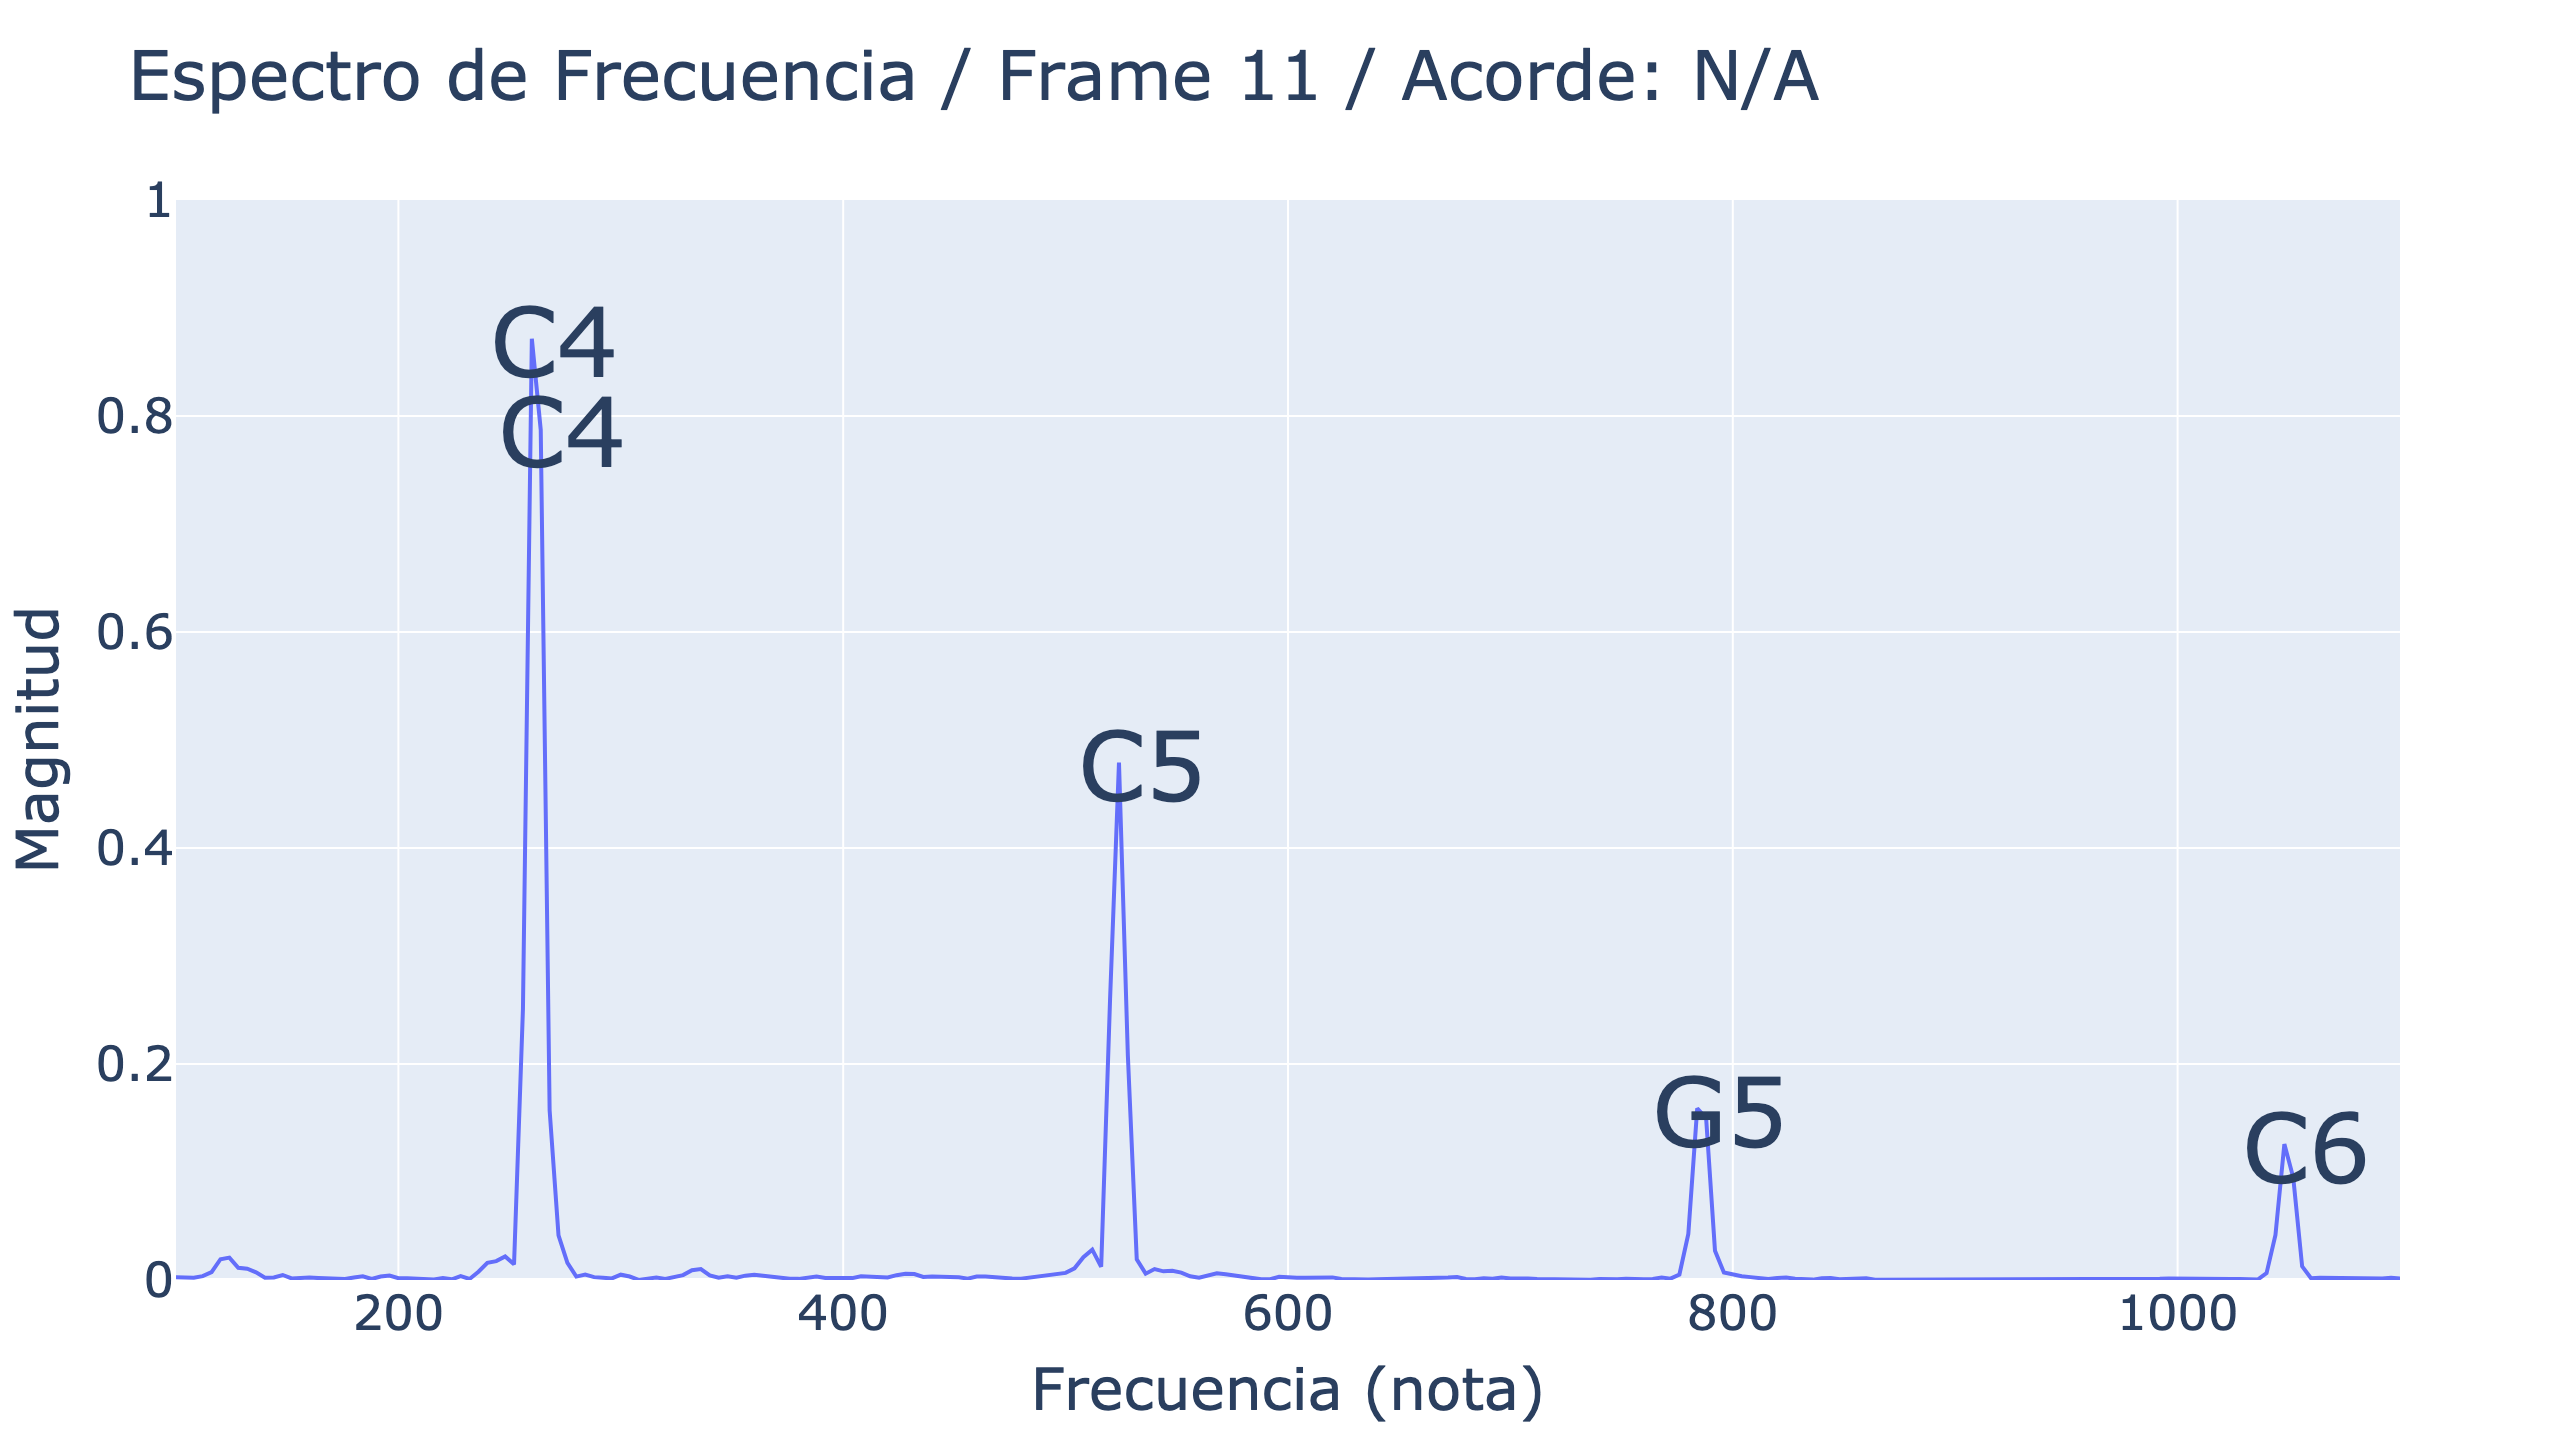 Espectro de Frecuencia / Frame 11 / Acorde: N/A
1
0.8
0.6
0.4
0.2
0
Magnitud
C4
C4
C5
G5
C6
200 400 600 800 1000
Frecuencia (nota)